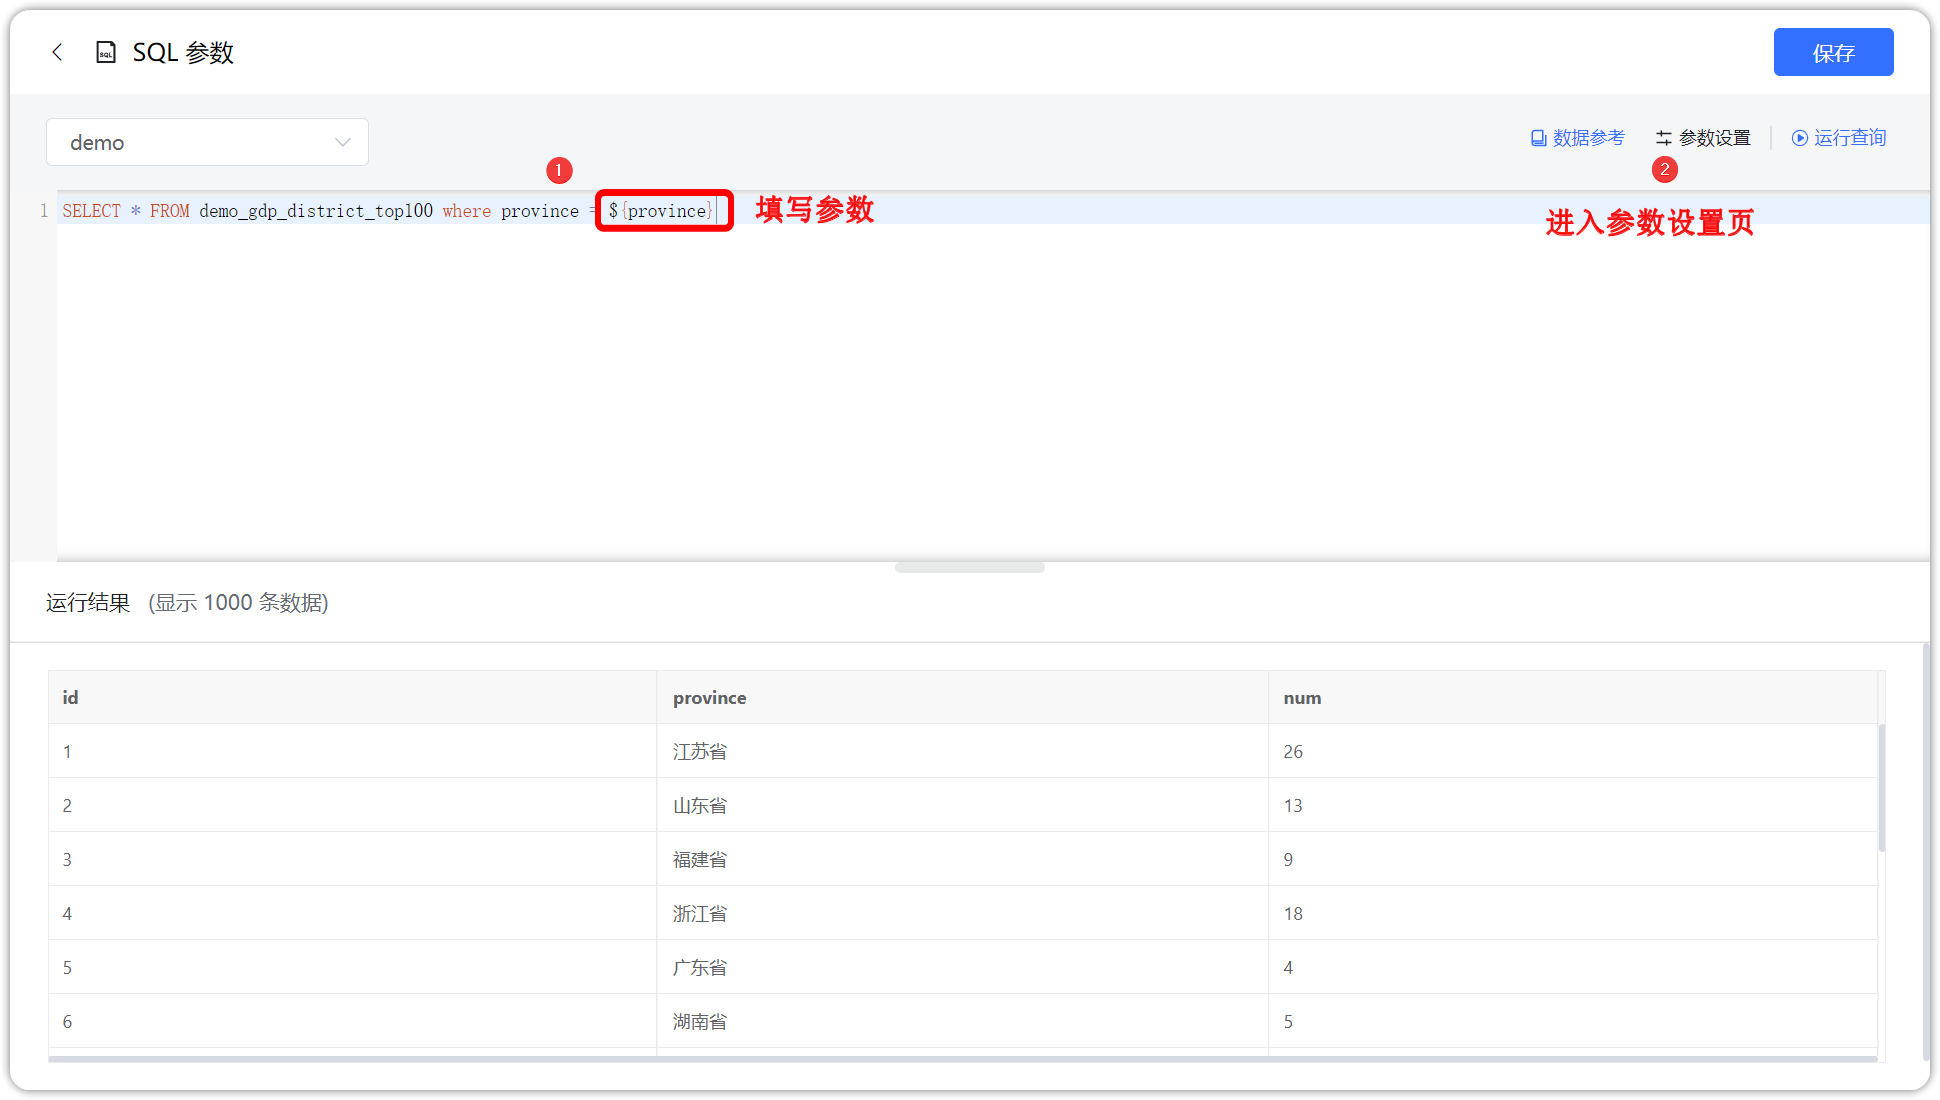 SQL 参数
保存
demo
数据参考
参数设置
运行查询
1
2
1 SELECT * FROM demo_gdp_district_top100 where province = ${province}
填写参数
进入参数设置页
运行结果 (显示 1000 条数据)
id province num
1 江苏省 26
2 山东省 13
3 福建省 9
4 浙江省 18
5 广东省 4
6 湖南省 5